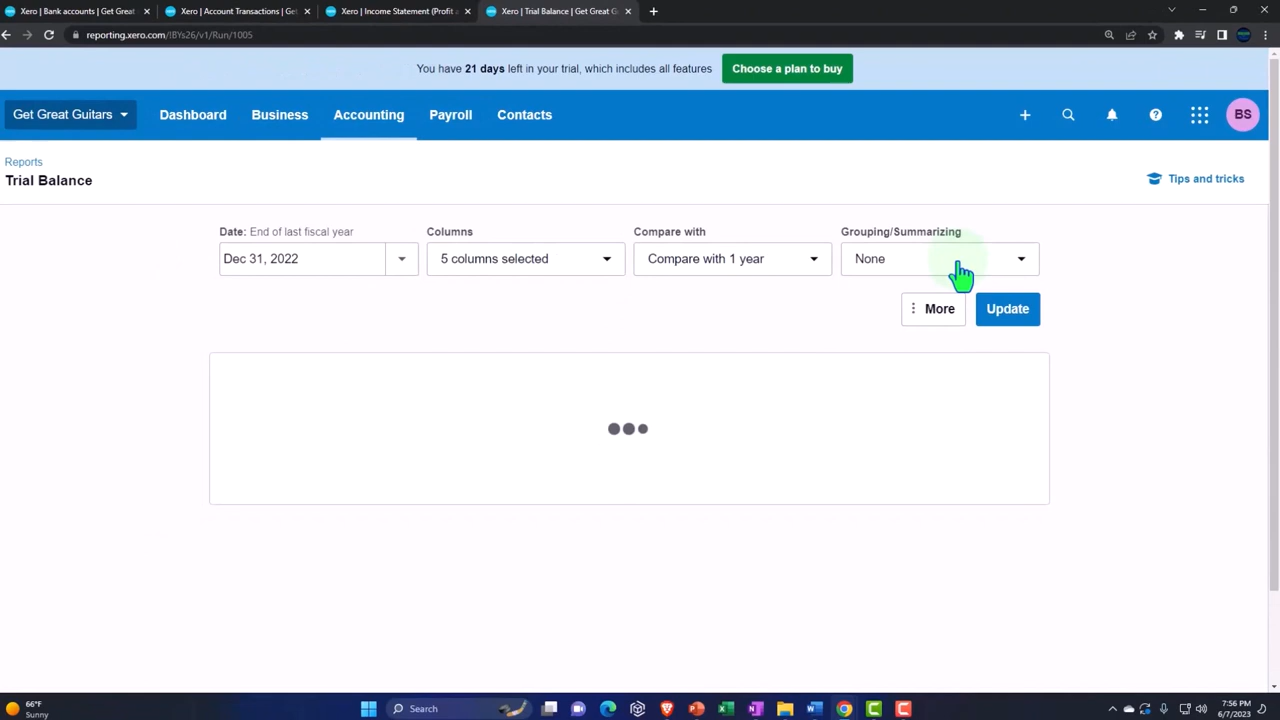 Xero | Bank accounts | Get Great
Xero | Account Transactions | Get
Xero | Income Statement (Profit a
Xero | Trial Balance | Get Great G
reporting.xero.com/!BYs26/v1/Run/1005
You have 21 days left in your trial, which includes all features
Choose a plan to buy
Get Great Guitars
Dashboard
Business
Accounting
Payroll
Contacts
BS
Reports
Trial Balance
Tips and tricks
Date: End of last fiscal year
Columns
Compare with
Grouping/Summarizing
Dec 31, 2022
5 columns selected
Compare with 1 year
None
More
Update
66°F
Sunny
Search
7:56 PM
6/7/2023